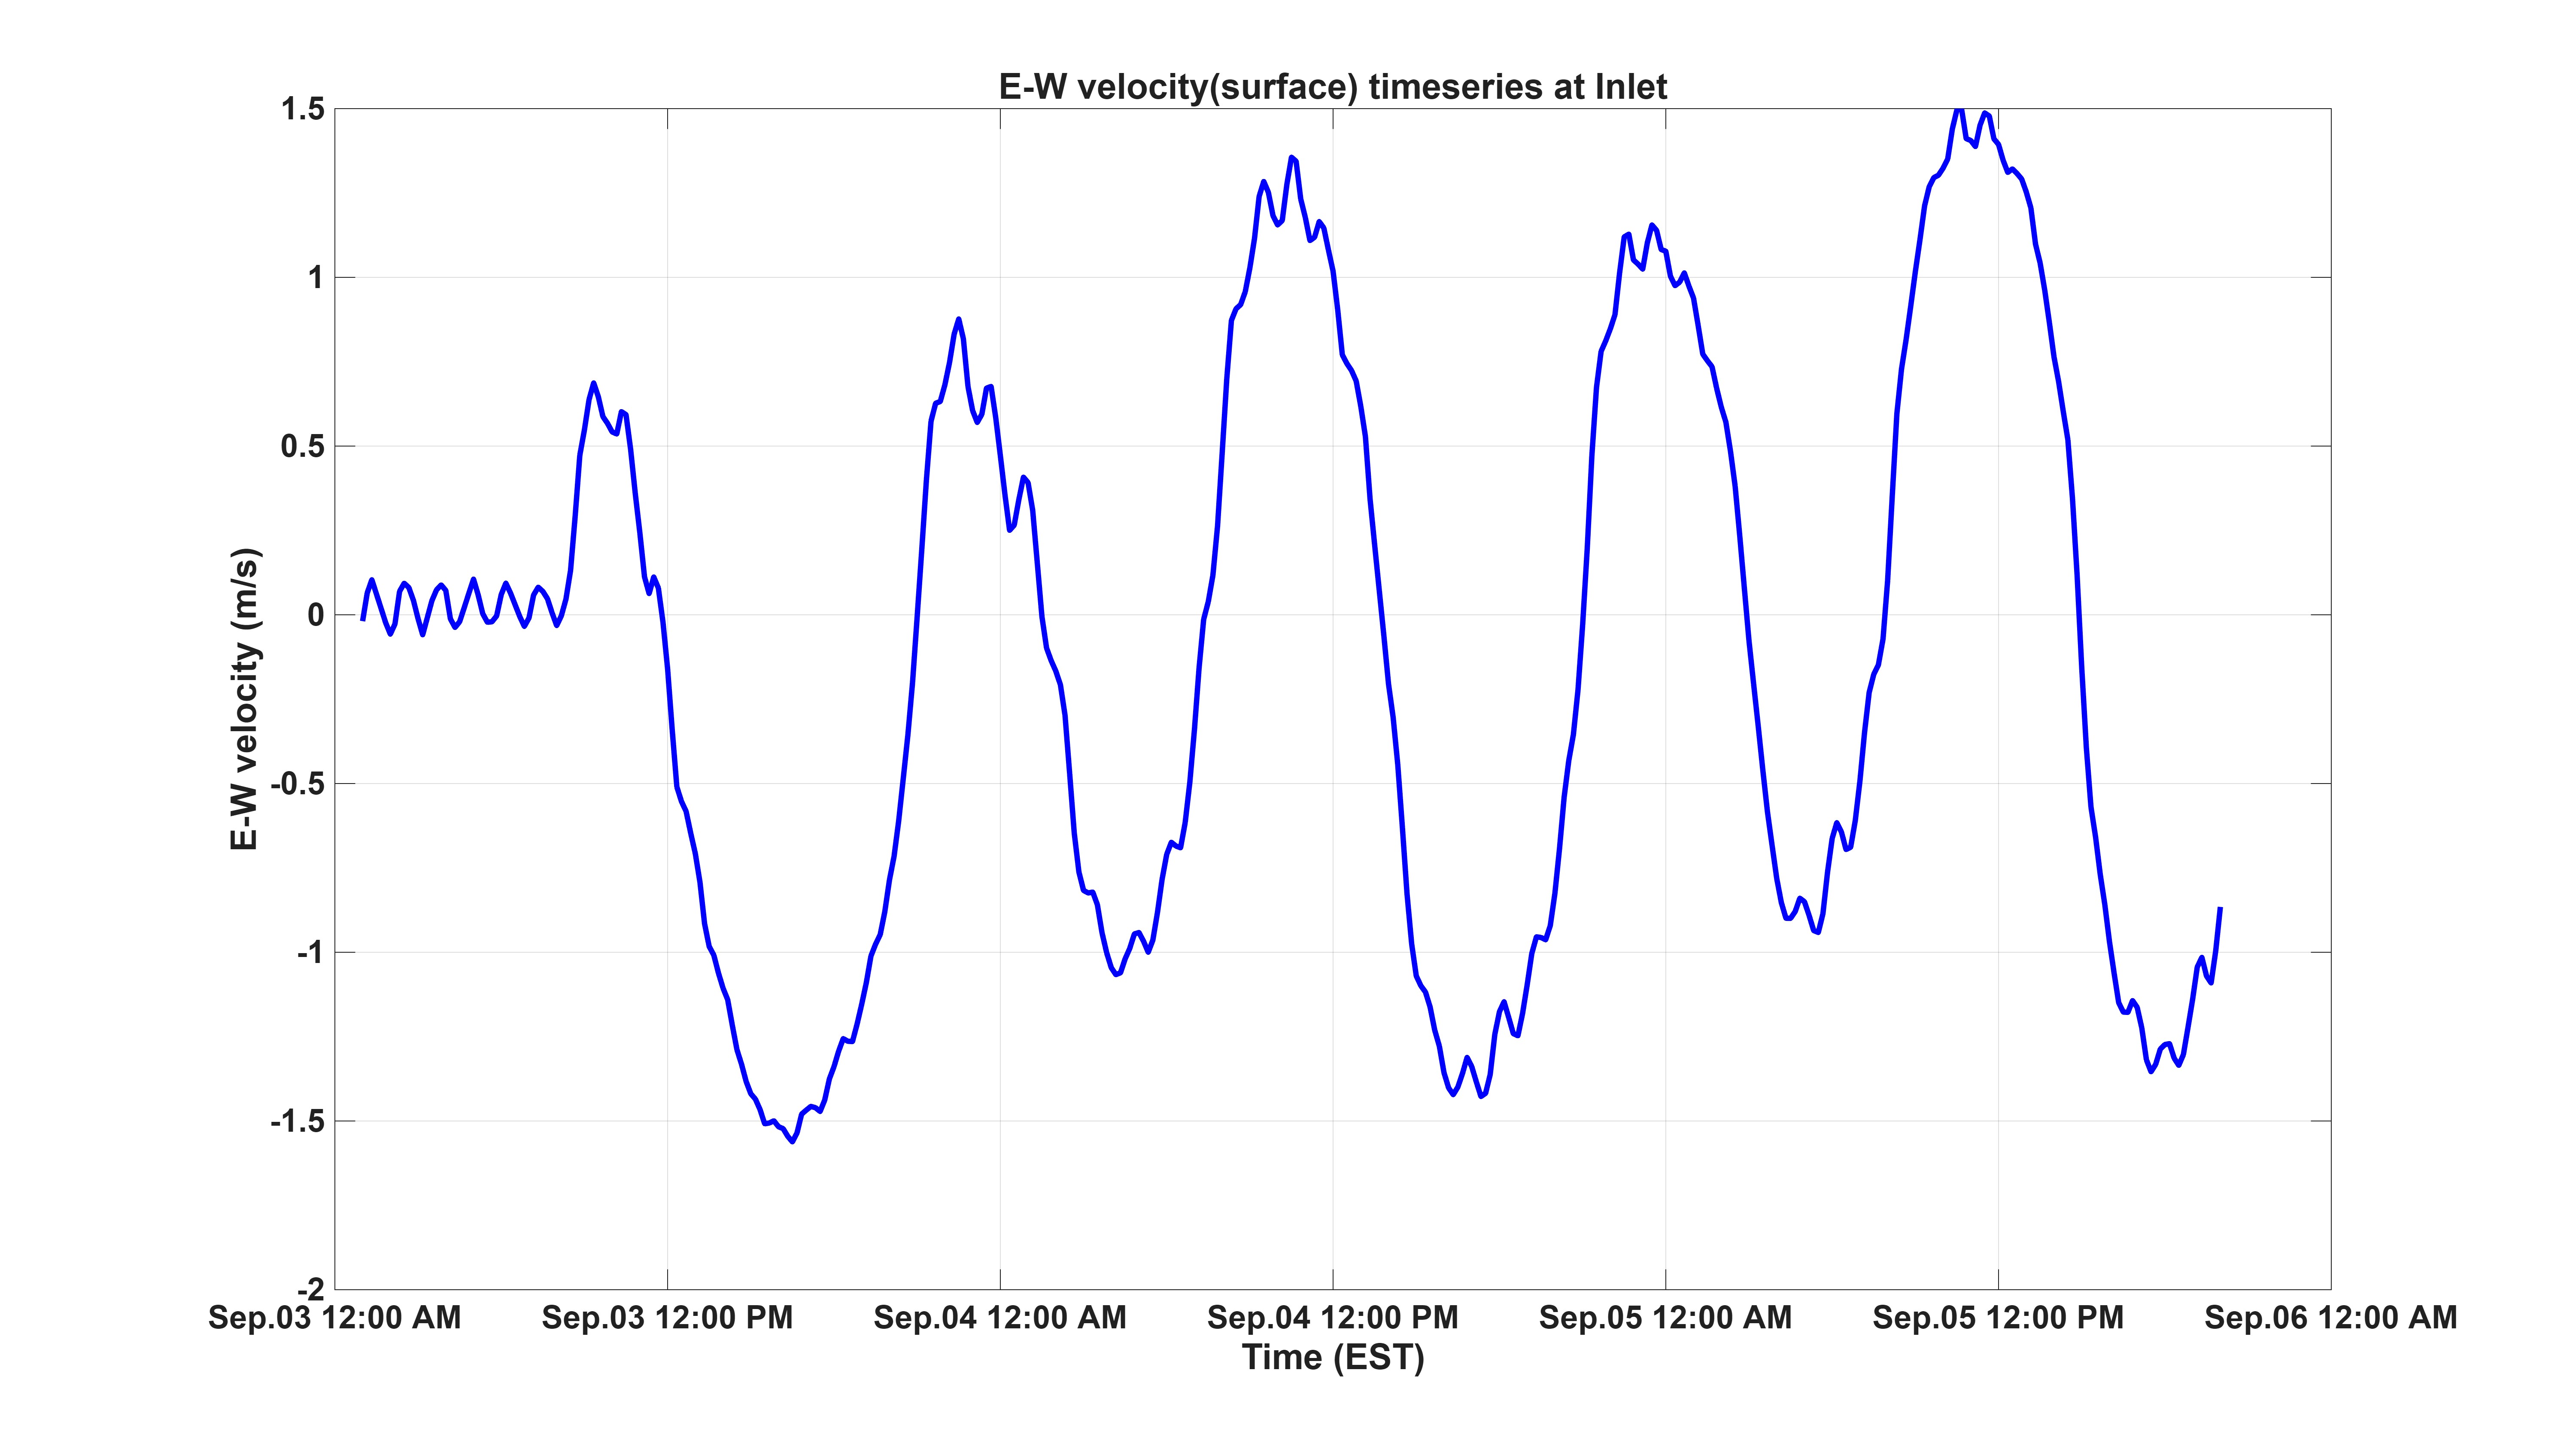 E-W velocity(surface) timeseries at Inlet
1.5
1
0.5
0
-0.5
-1
-1.5
-2
E-W velocity (m/s)
Sep.03 12:00 AM Sep.03 12:00 PM Sep.04 12:00 AM Sep.04 12:00 PM Sep.05 12:00 AM Sep.05 12:00 PM Sep.06 12:00 AM
Time (EST)